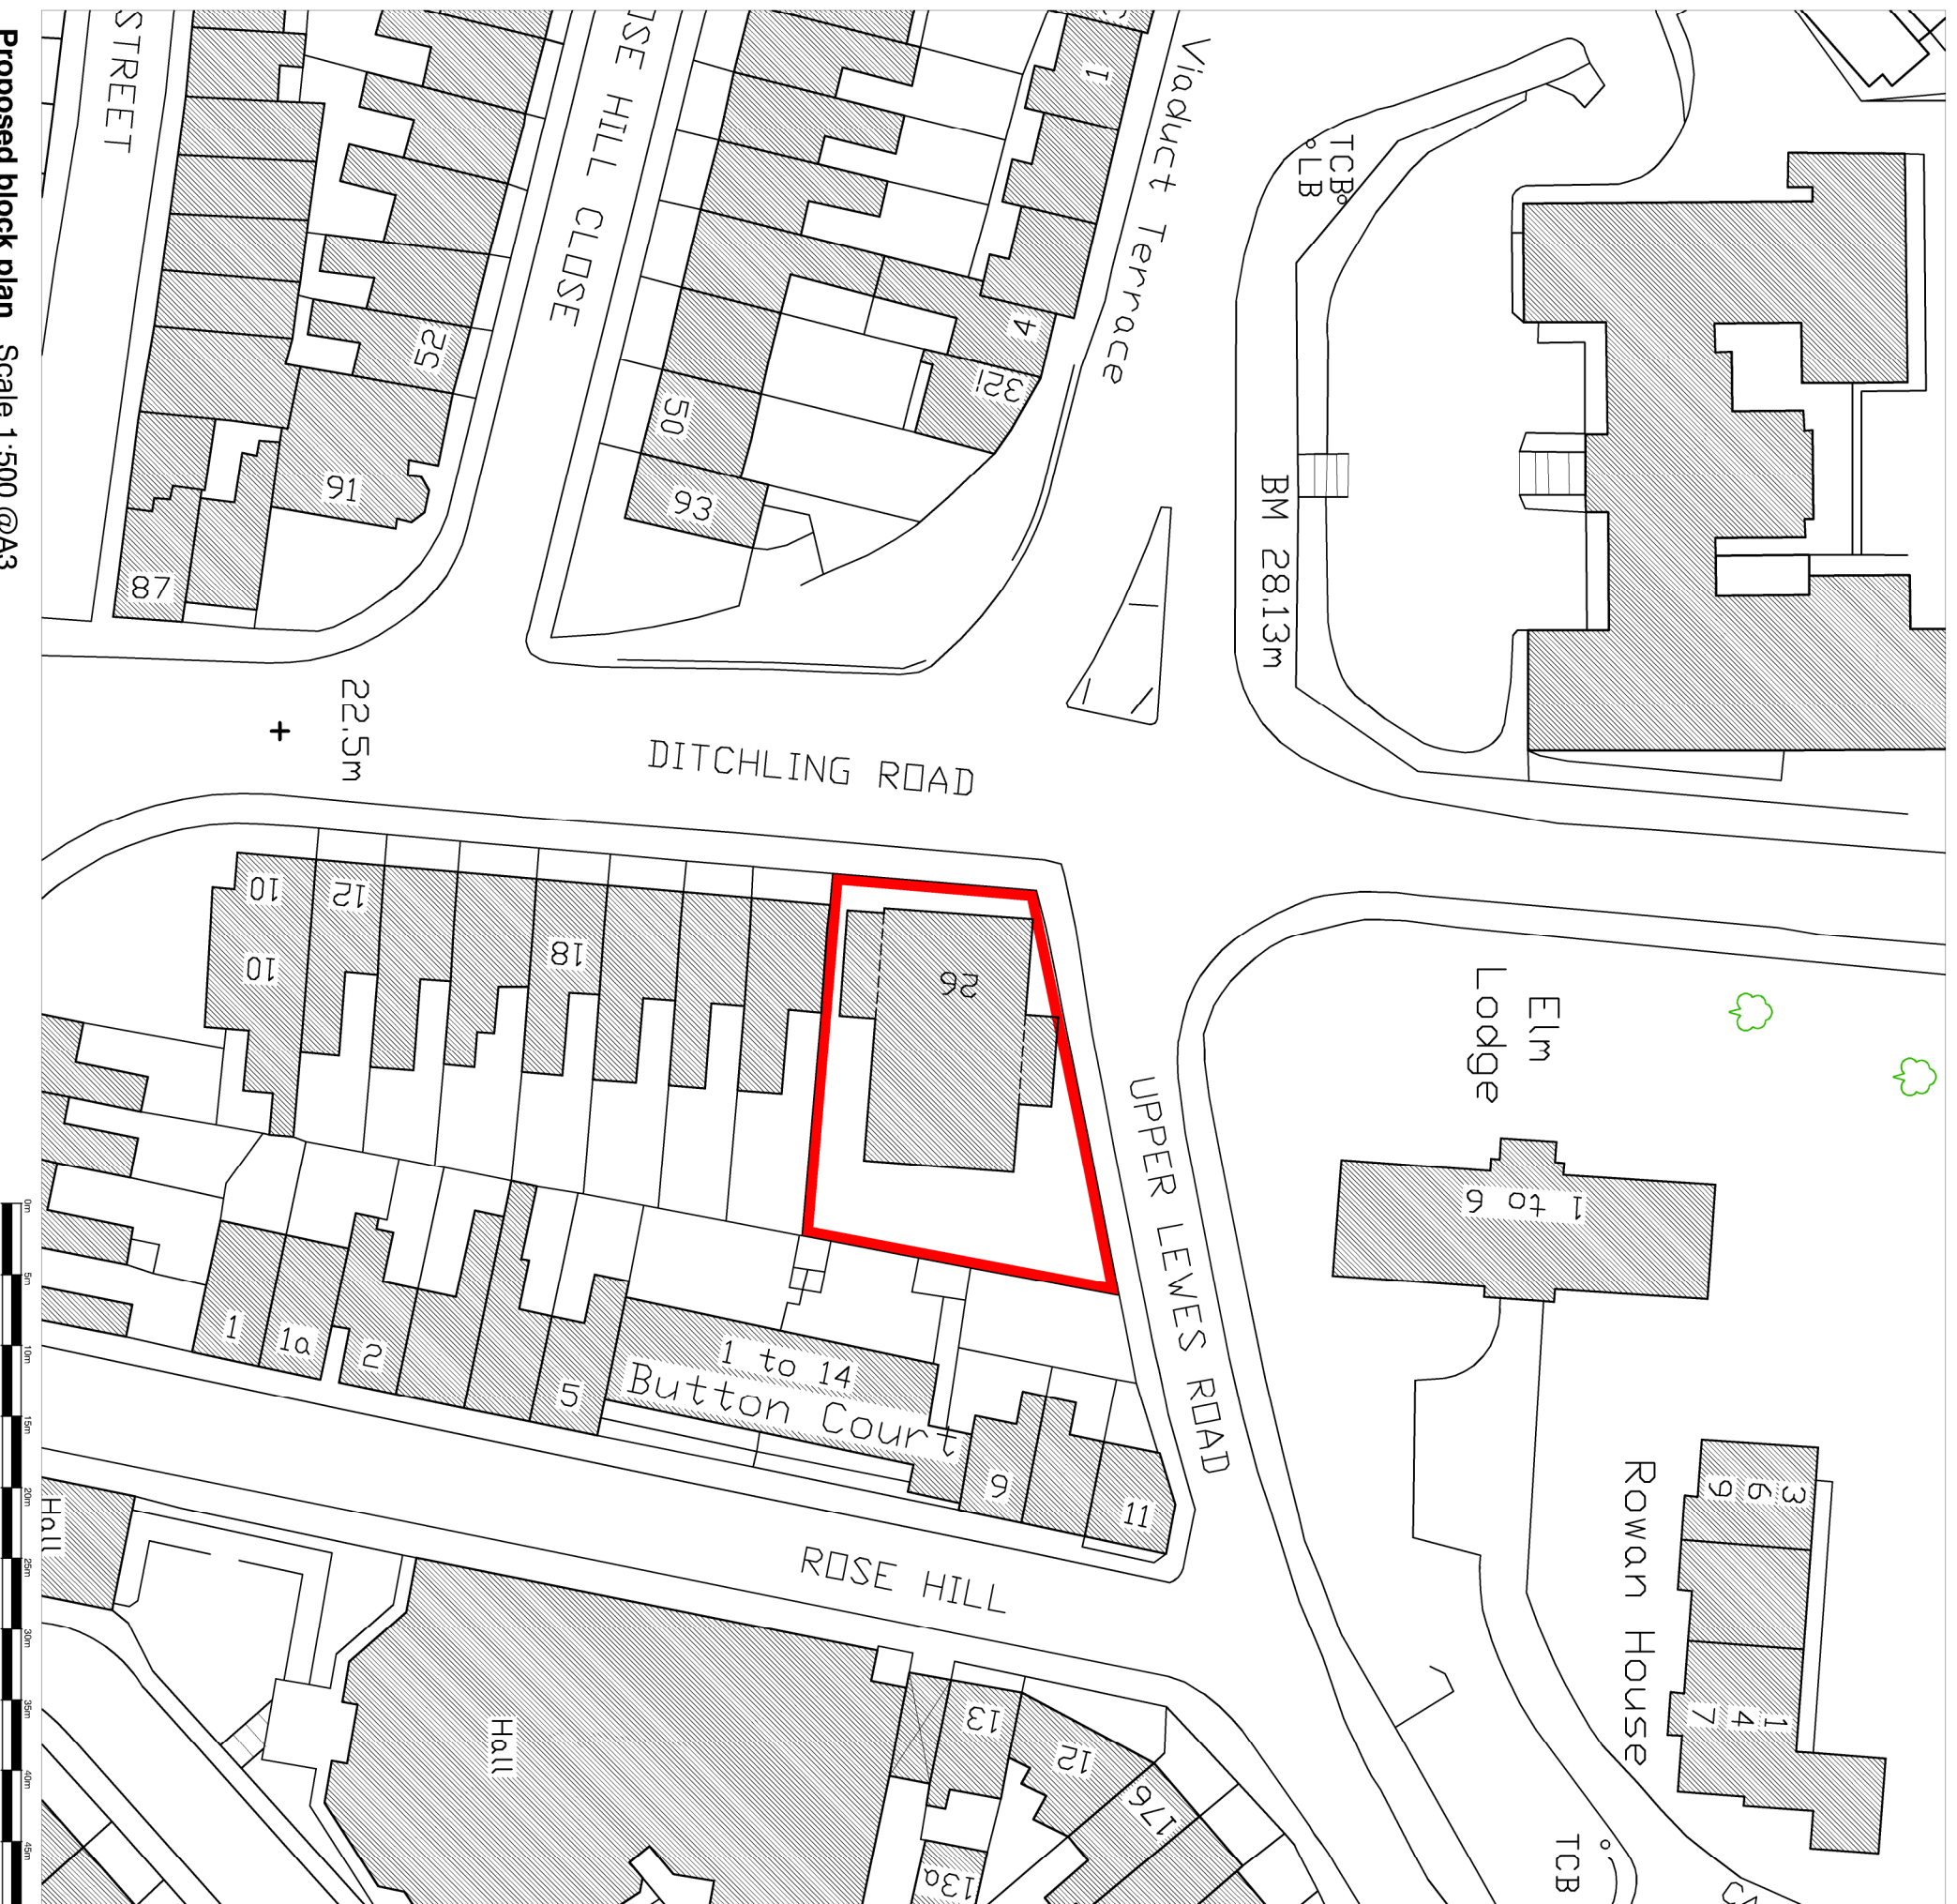 Proposed block plan Scale 1:500 @A3
STREET
HILL CLOSE
Viaduct Terrace
1
4
32
52
50
91
93
87
TCB
LB
BM 28.13m
22.5m
DITCHLING ROAD
10
12
10
18
26
UPPER LEWES ROAD
Elm
Lodge
1 to 6
1
1a
2
5
1 to 14
Button Court
9
11
ROSE HILL
Rowan House
3
6
9
1
4
7
Hall
Hall
13
12
176
13a
TCB
0m
5m
10m
15m
20m
25m
30m
35m
40m
45m